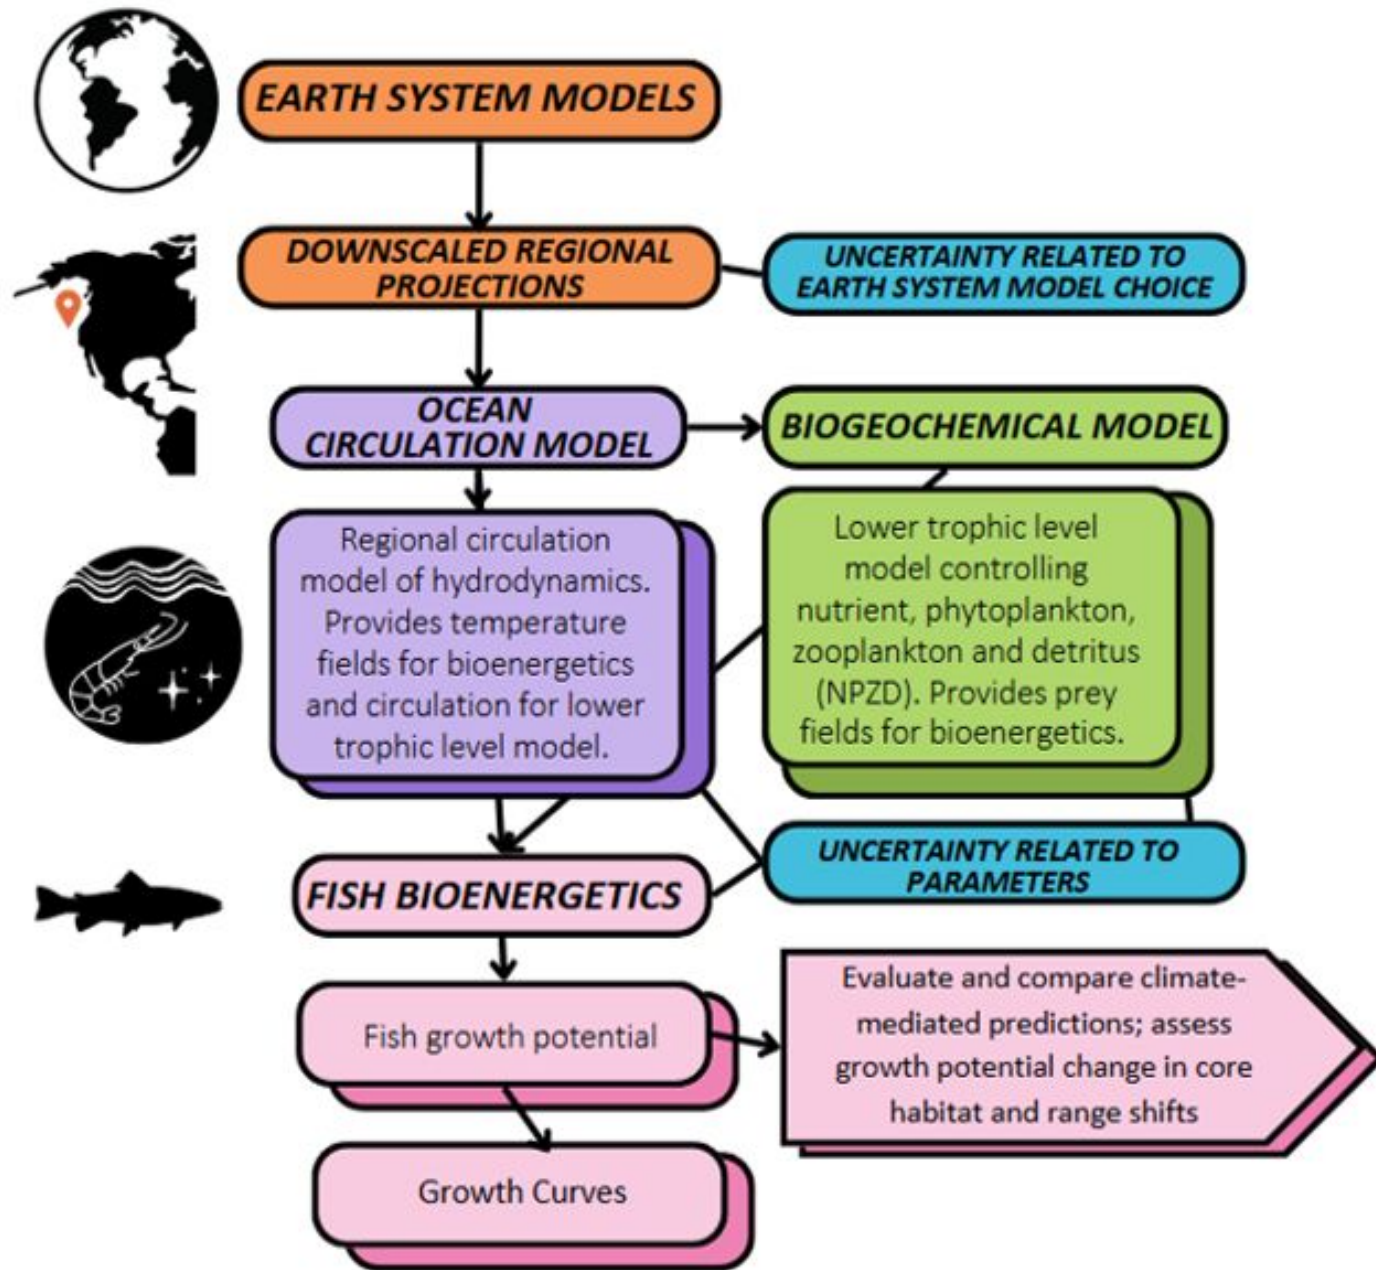 EARTH SYSTEM MODELS
DOWNSCALED REGIONAL
PROJECTIONS
UNCERTAINTY RELATED TO
EARTH SYSTEM MODEL CHOICE
OCEAN
CIRCULATION MODEL
BIOGEOCHEMICAL MODEL
Regional circulation
model of hydrodynamics.
Provides temperature
fields for bioenergetics
and circulation for lower
trophic level model.
Lower trophic level
model controlling
nutrient, phytoplankton,
zooplankton and detritus
(NPZD). Provides prey
fields for bioenergetics.
UNCERTAINTY RELATED TO
PARAMETERS
FISH BIOENERGETICS
Fish growth potential
Evaluate and compare climate-
mediated predictions; assess
growth potential change in core
habitat and range shifts
Growth Curves